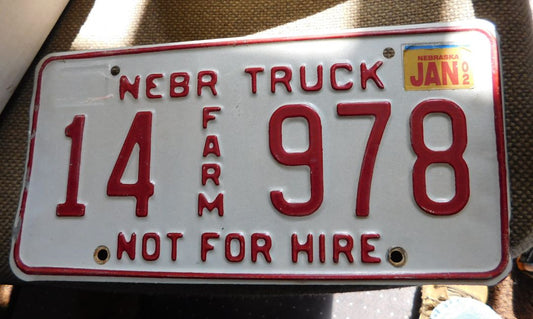 NEBRASKA
JAN 02
NEBR TRUCK
14 FARM 978
NOT FOR HIRE